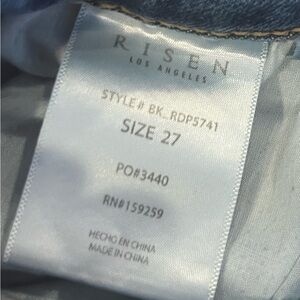 RISEN
LOS ANGELES
STYLE# BK_RDP5741
SIZE 27
PO#3440
RN#159259
HECHO EN CHINA
MADE IN CHINA